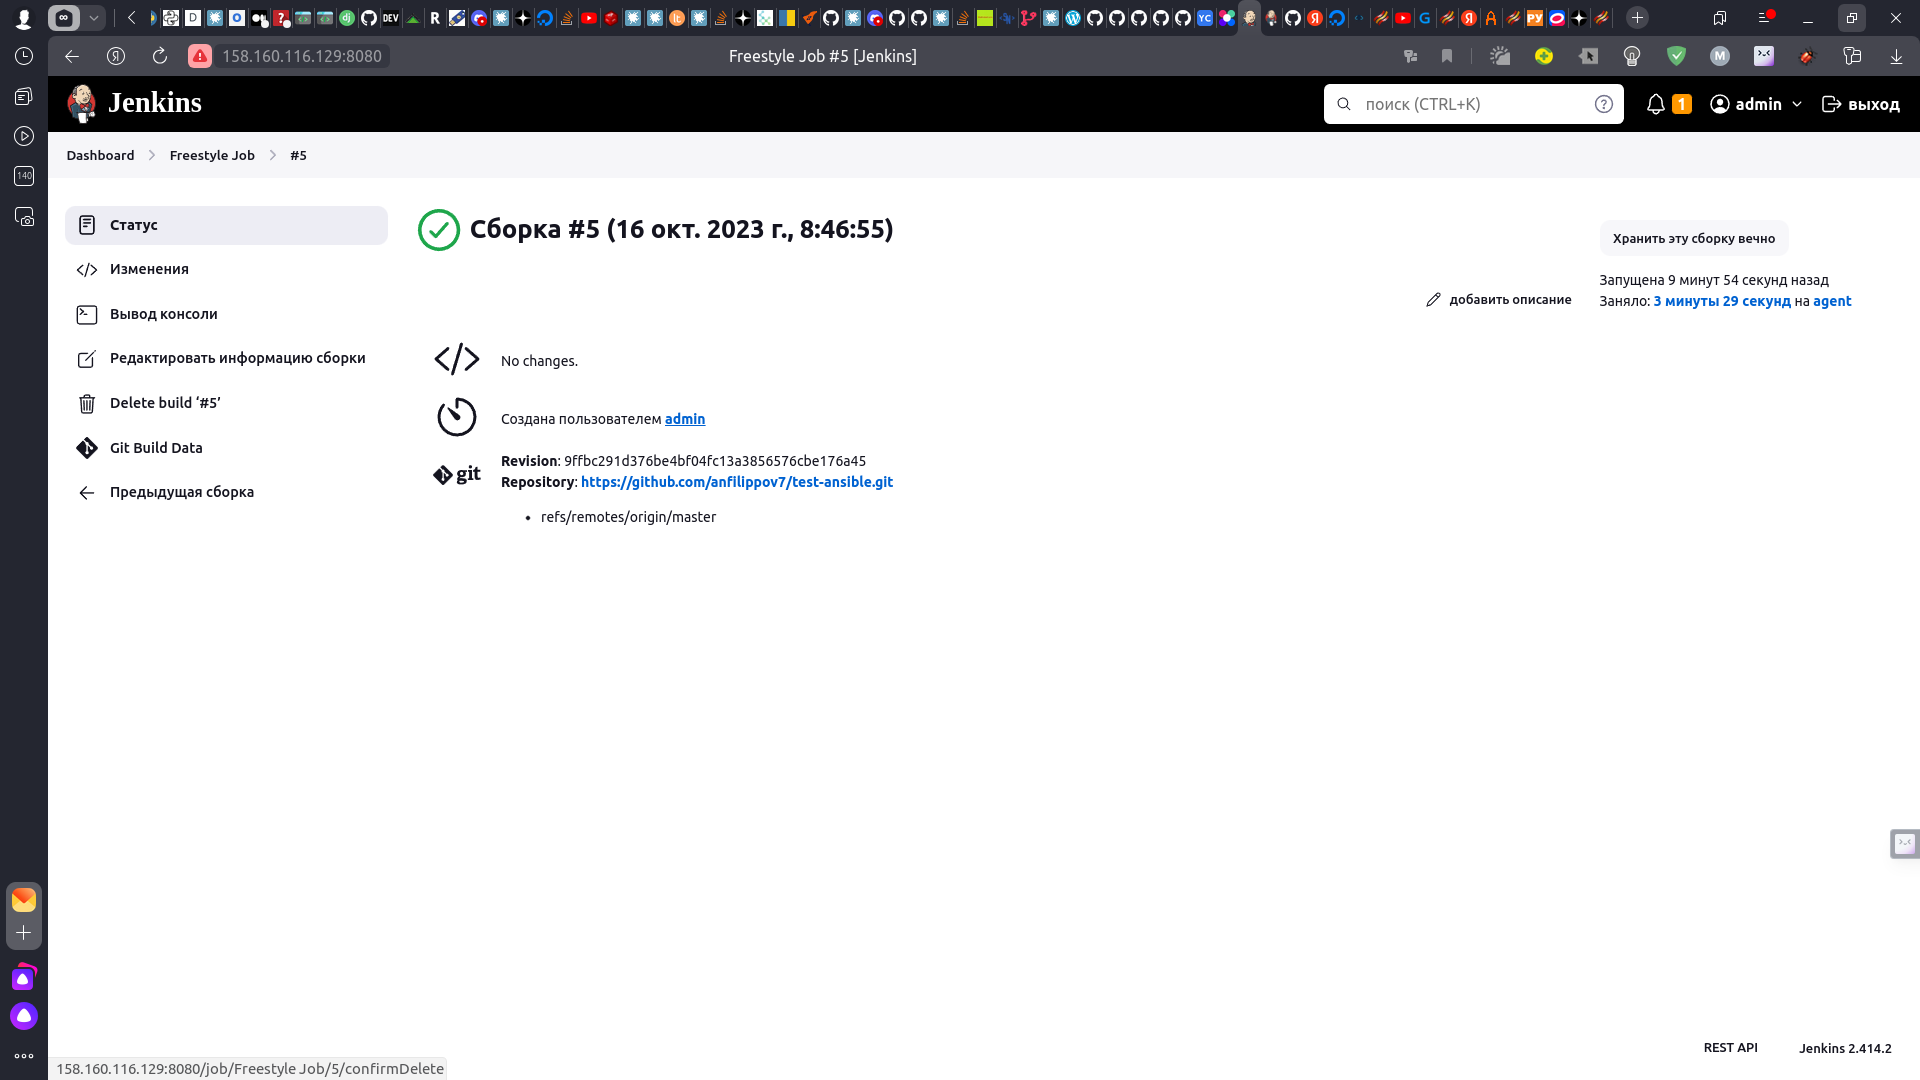 158.160.116.129:8080
Freestyle Job #5 [Jenkins]
140
Jenkins
поиск (CTRL+K)
1
admin
выход
Dashboard
Freestyle Job
#5
Статус
Изменения
Вывод консоли
Редактировать информацию сборки
Delete build ‘#5’
Git Build Data
Предыдущая сборка
Сборка #5 (16 окт. 2023 г., 8:46:55)
Хранить эту сборку вечно
добавить описание
Запущена 9 минут 54 секунд назад
Заняло: 3 минуты 29 секунд на agent
No changes.
Создана пользователем admin
git
Revision: 9ffbc291d376be4bf04fc13a3856576cbe176a45
Repository: https://github.com/anfilippov7/test-ansible.git
• refs/remotes/origin/master
REST API
Jenkins 2.414.2
158.160.116.129:8080/job/Freestyle Job/5/confirmDelete